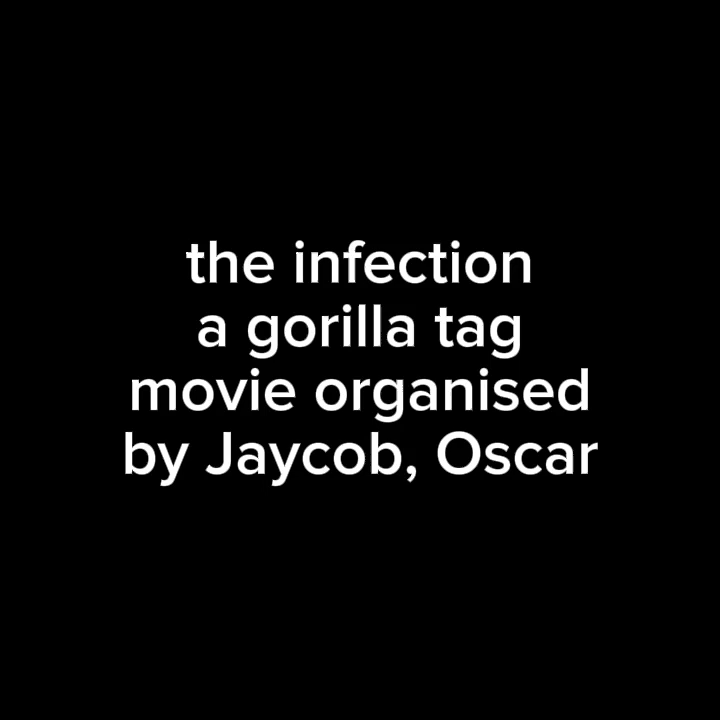 the infection
a gorilla tag
movie organised
by Jaycob, Oscar